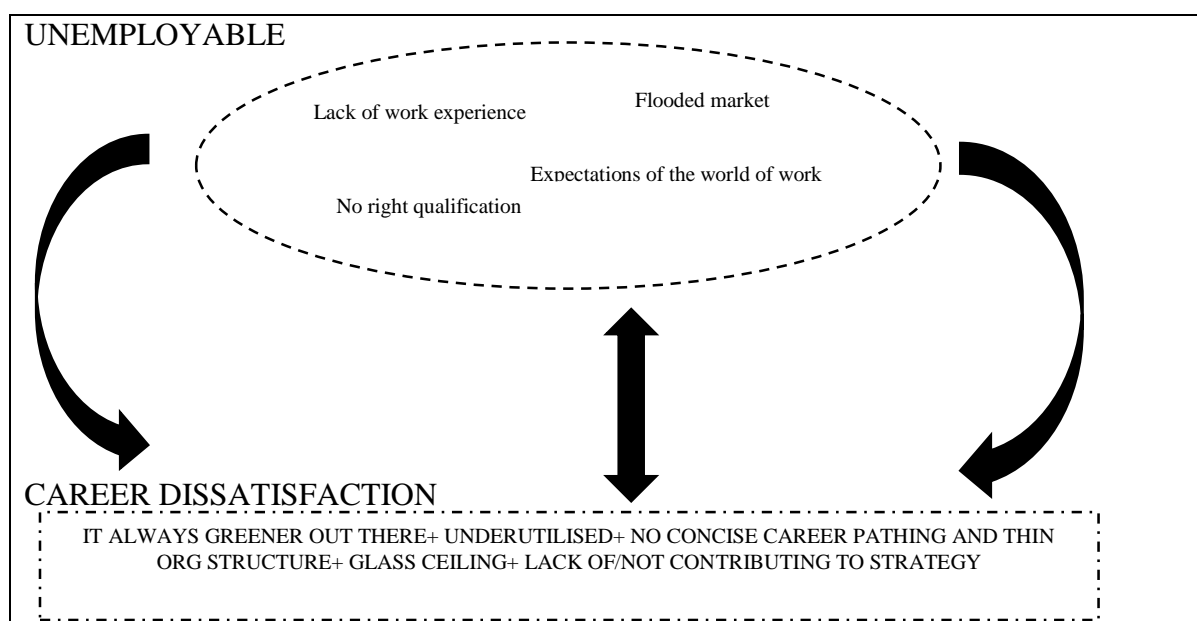 UNEMPLOYABLE
Flooded market
Lack of work experience
Expectations of the world of work
No right qualification
CAREER DISSATISFACTION
IT ALWAYS GREENER OUT THERE+ UNDERUTILISED+ NO CONCISE CAREER PATHING AND THIN
ORG STRUCTURE+ GLASS CEILING+ LACK OF/NOT CONTRIBUTING TO STRATEGY